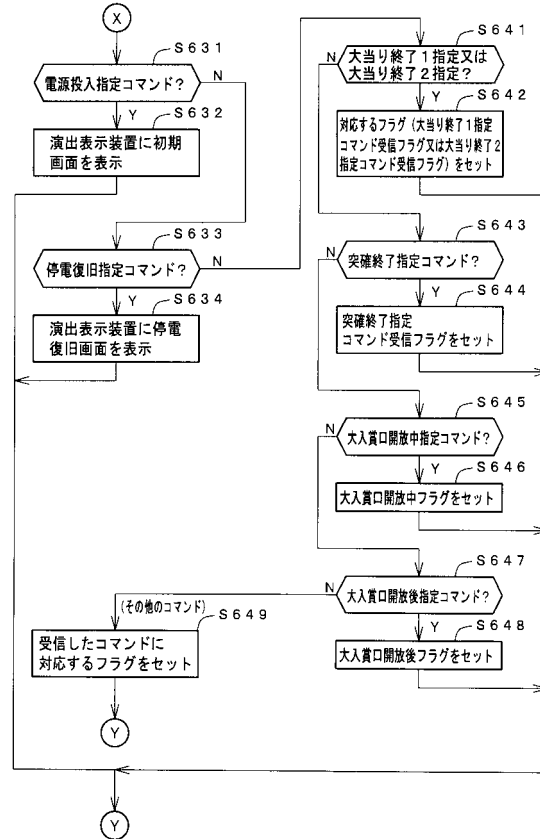 X
S631
電源投入指定コマンド?
N
Y
S632
演出表示装置に初期
画面を表示
S633
停電復旧指定コマンド?
N
Y
S634
演出表示装置に停電
復旧画面を表示
S641
大当り終了1指定又は
大当り終了2指定?
N
Y
S642
対応するフラグ(大当り終了1指定
コマンド受信フラグ又は大当り終了2
指定コマンド受信フラグ)をセット
S643
突確終了指定コマンド?
N
Y
S644
突確終了指定
コマンド受信フラグをセット
S645
大入賞口開放中指定コマンド?
N
Y
S646
大入賞口開放中フラグをセット
S647
大入賞口開放後指定コマンド?
N
Y
S648
大入賞口開放後フラグをセット
(その他のコマンド)
S649
受信したコマンドに
対応するフラグをセット
Y
Y